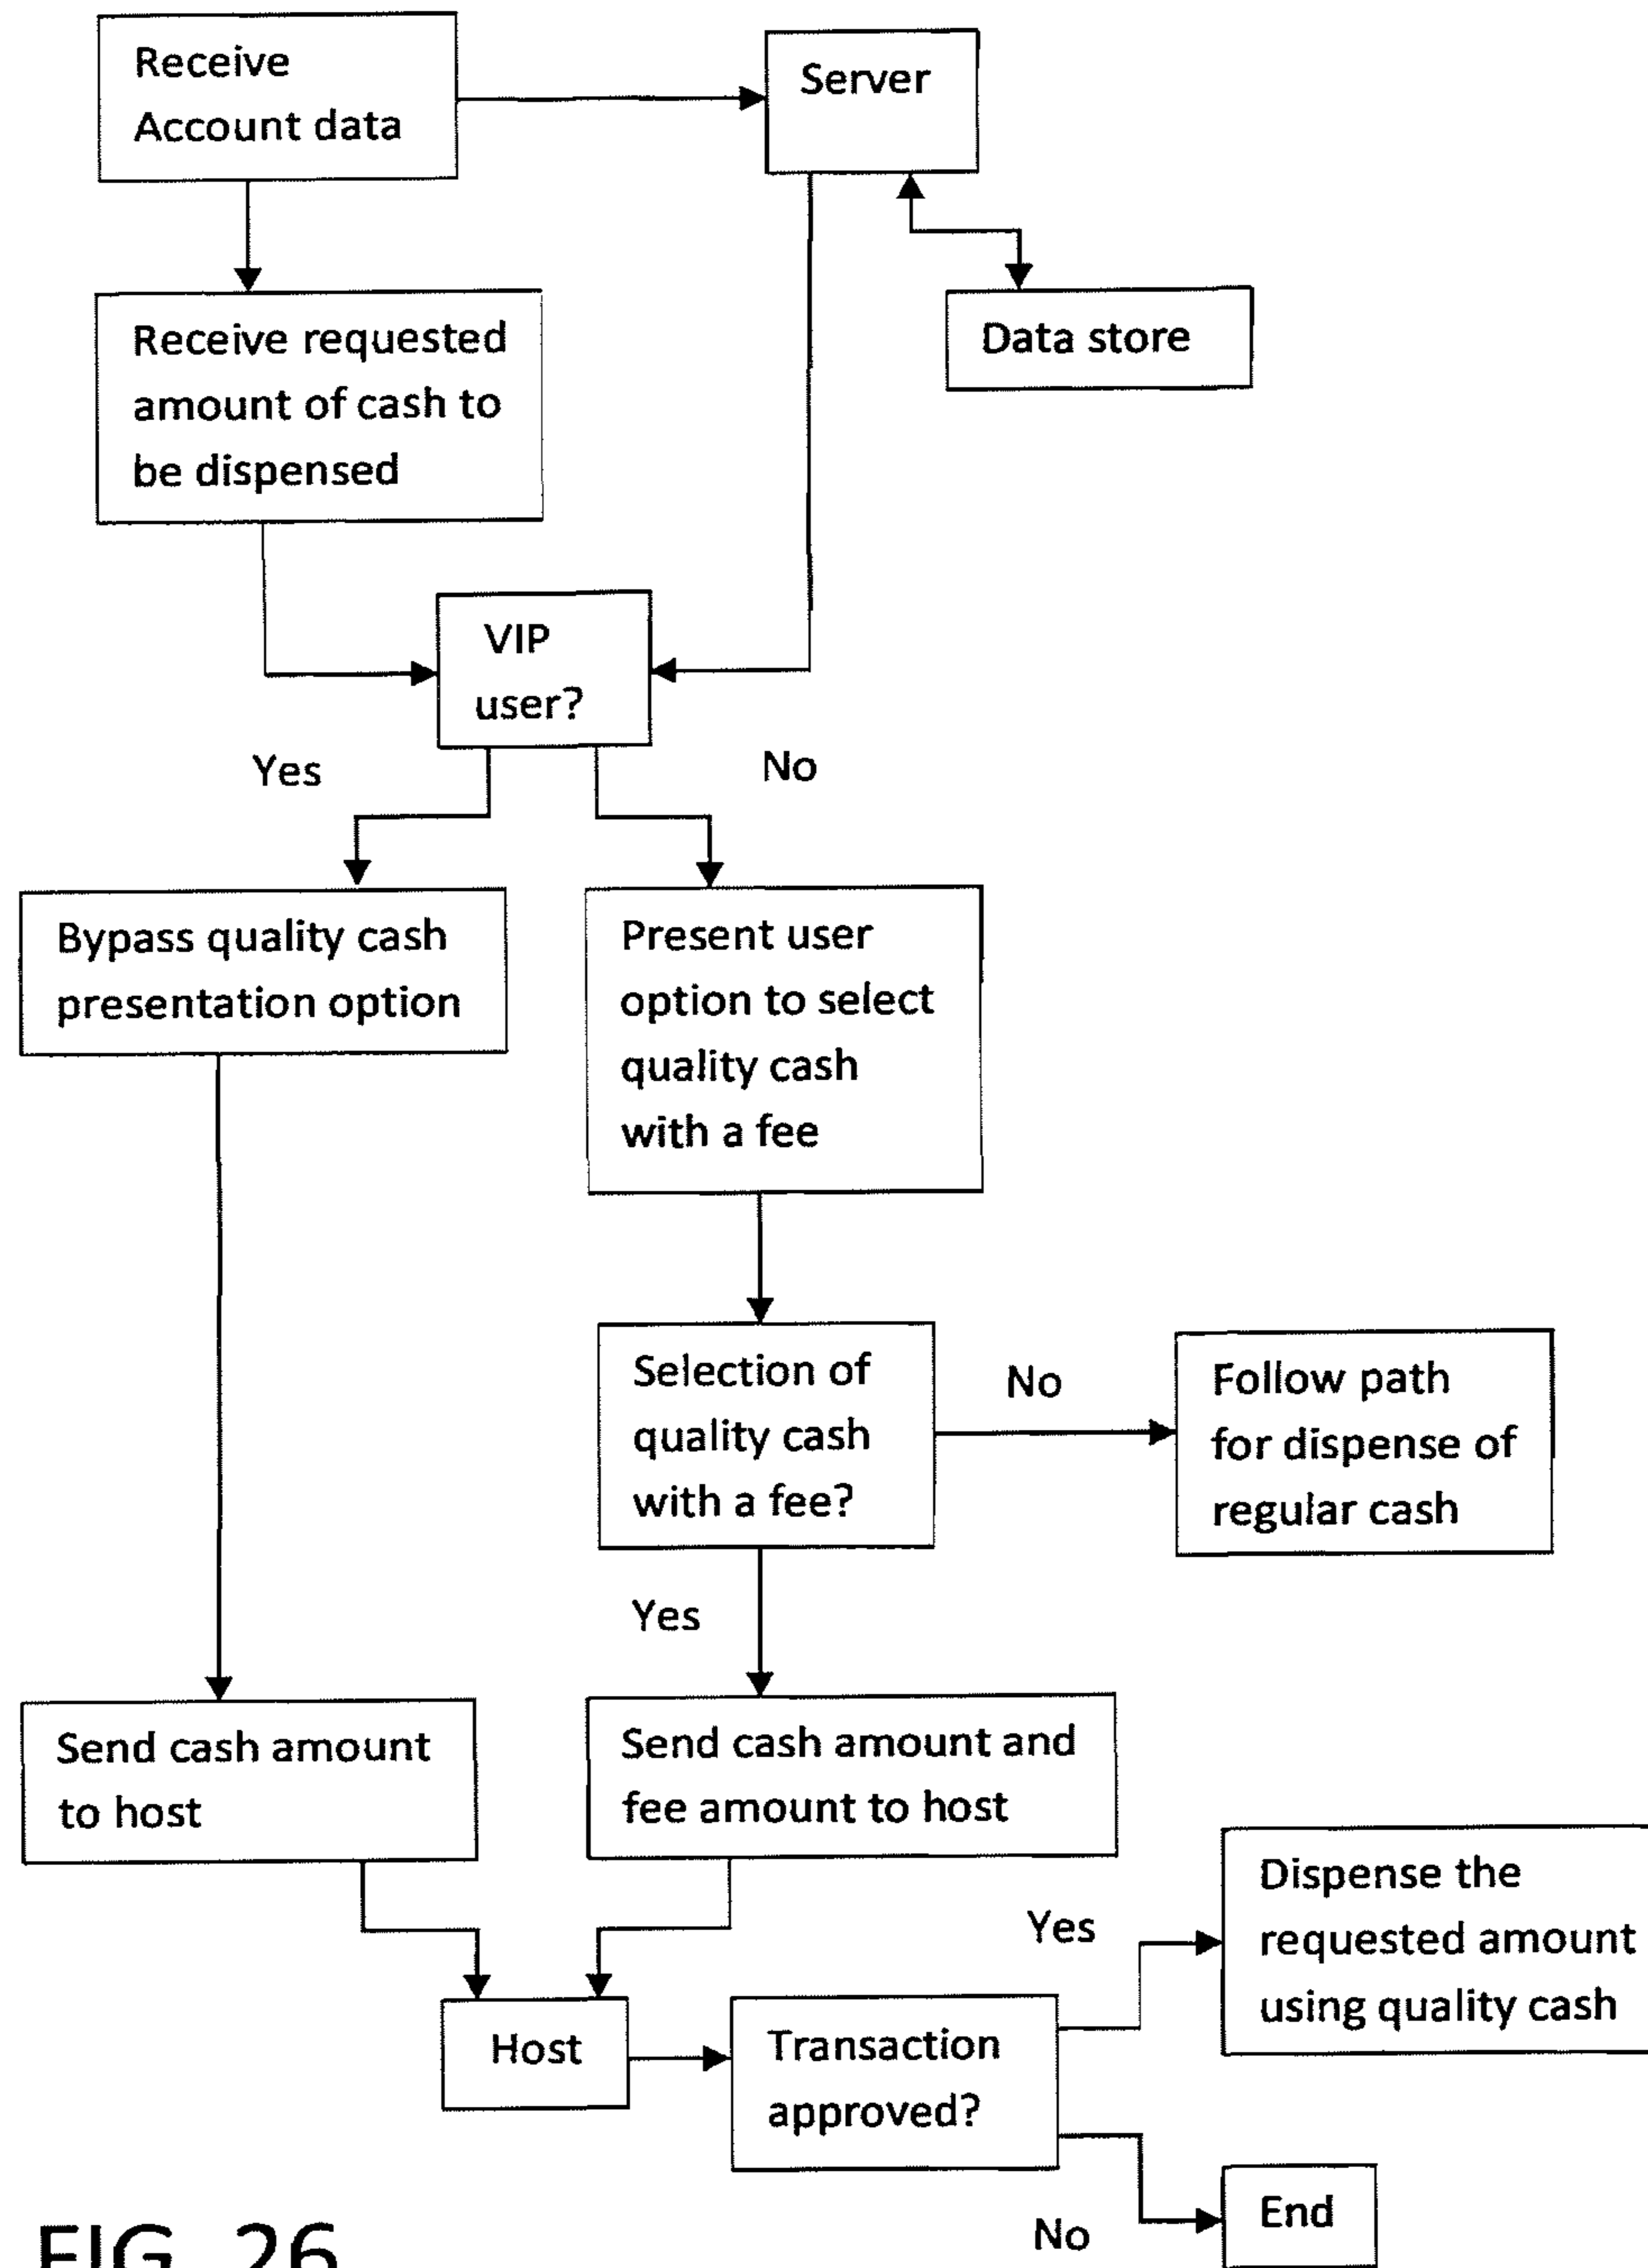 Receive
Account data
Server
Receive requested
amount of cash to
be dispensed
Data store
VIP
user?
Yes
No
Bypass quality cash
presentation option
Present user
option to select
quality cash
with a fee
Selection of
quality cash
with a fee?
No
Follow path
for dispense of
regular cash
Yes
Send cash amount
to host
Send cash amount and
fee amount to host
Yes
Dispense the
requested amount
using quality cash
Host
Transaction
approved?
No
End
FIG. 26